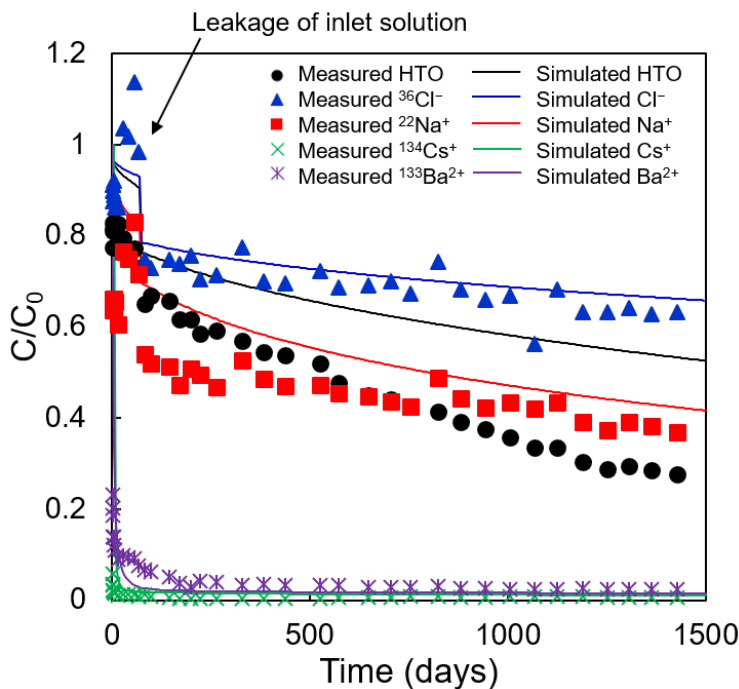 Leakage of inlet solution
Measured HTO
Simulated HTO
Measured ³⁶Cl⁻
Simulated Cl⁻
Measured ²²Na⁺
Simulated Na⁺
Measured ¹³⁴Cs⁺
Simulated Cs⁺
Measured ¹³³Ba²⁺
Simulated Ba²⁺
C/C₀
1.2
1
0.8
0.6
0.4
0.2
0
0
500
1000
1500
Time (days)